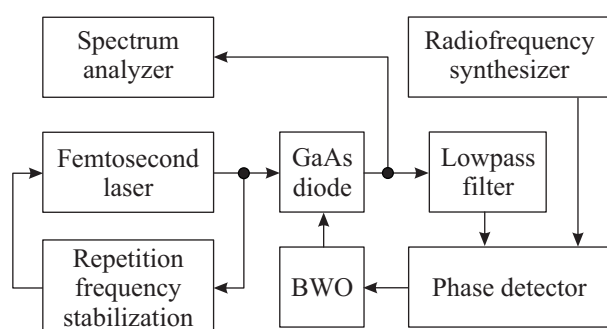 Spectrum
analyzer
Radiofrequency
synthesizer
Femtosecond
laser
GaAs
diode
Lowpass
filter
Repetition
frequency
stabilization
BWO
Phase detector